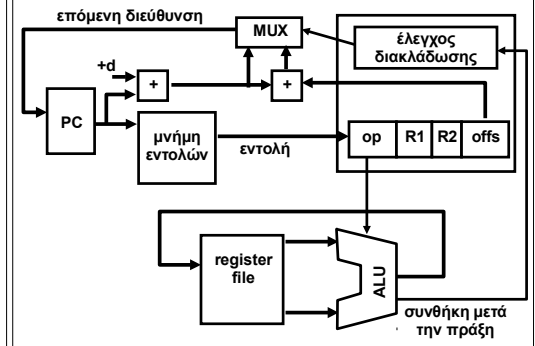 επόμενη διεύθυνση
MUX
έλεγχος
διακλάδωσης
+d
+
+
PC
μνήμη
εντολών
εντολή
op R1 R2 offs
register
file
ALU
συνθήκη μετά
την πράξη